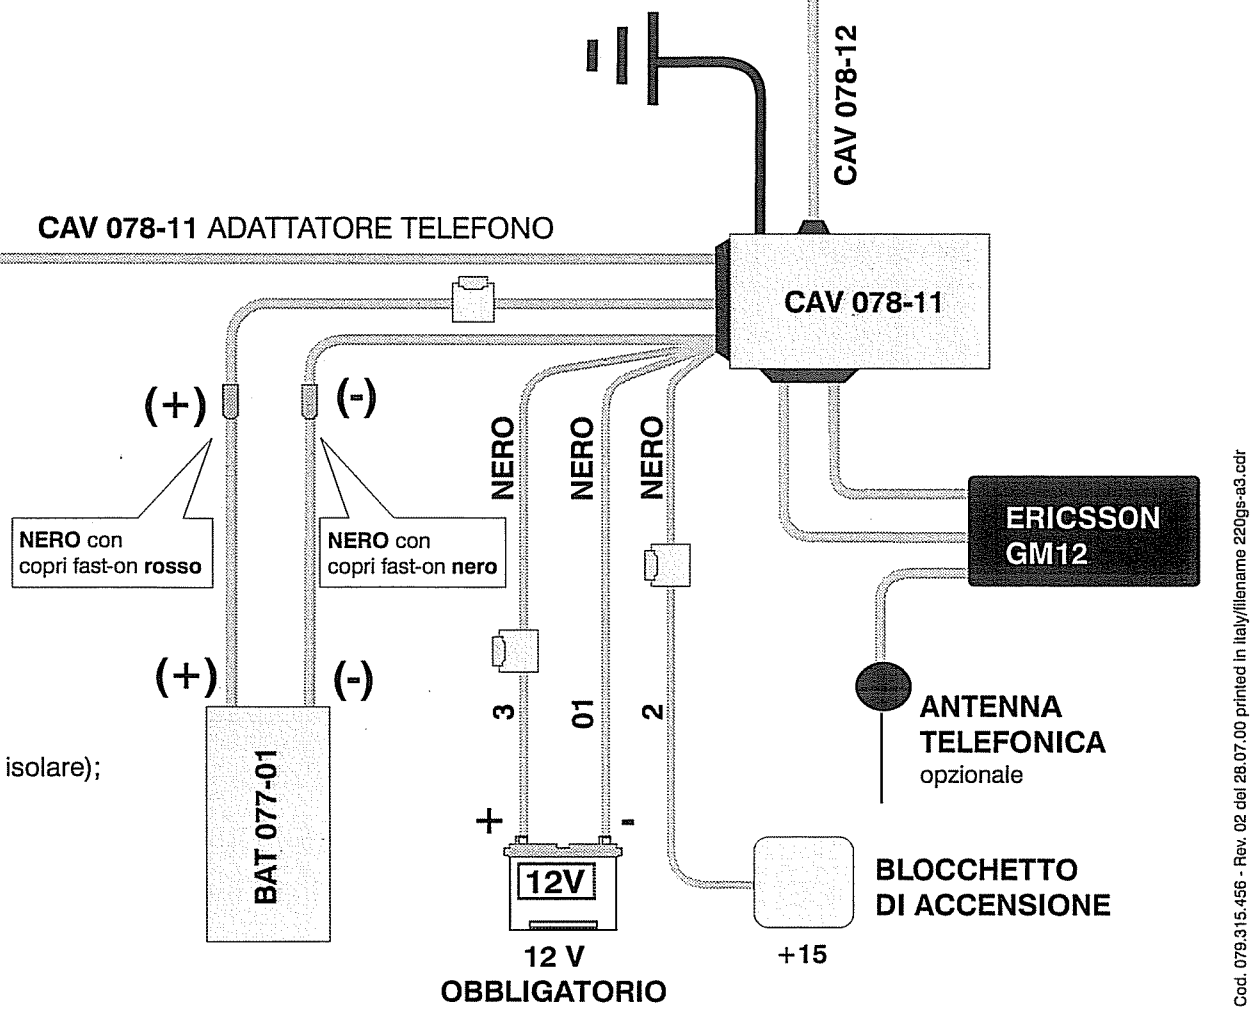 CAV 078-12
CAV 078-11 ADATTATORE TELEFONO
CAV 078-11
(+)
(-)
NERO
NERO
NERO
NERO con
copri fast-on rosso
NERO con
copri fast-on nero
ERICSSON
GM12
(+)
(-)
3
01
2
ANTENNA
TELEFONICA
opzionale
isolare);
BAT 077-01
+
-
12V
12 V
OBBLIGATORIO
BLOCCHETTO
DI ACCENSIONE
+15
Cod. 079.315.456 - Rev. 02 del 28.07.00 printed in Italy/filename 220gs-a3.cdr